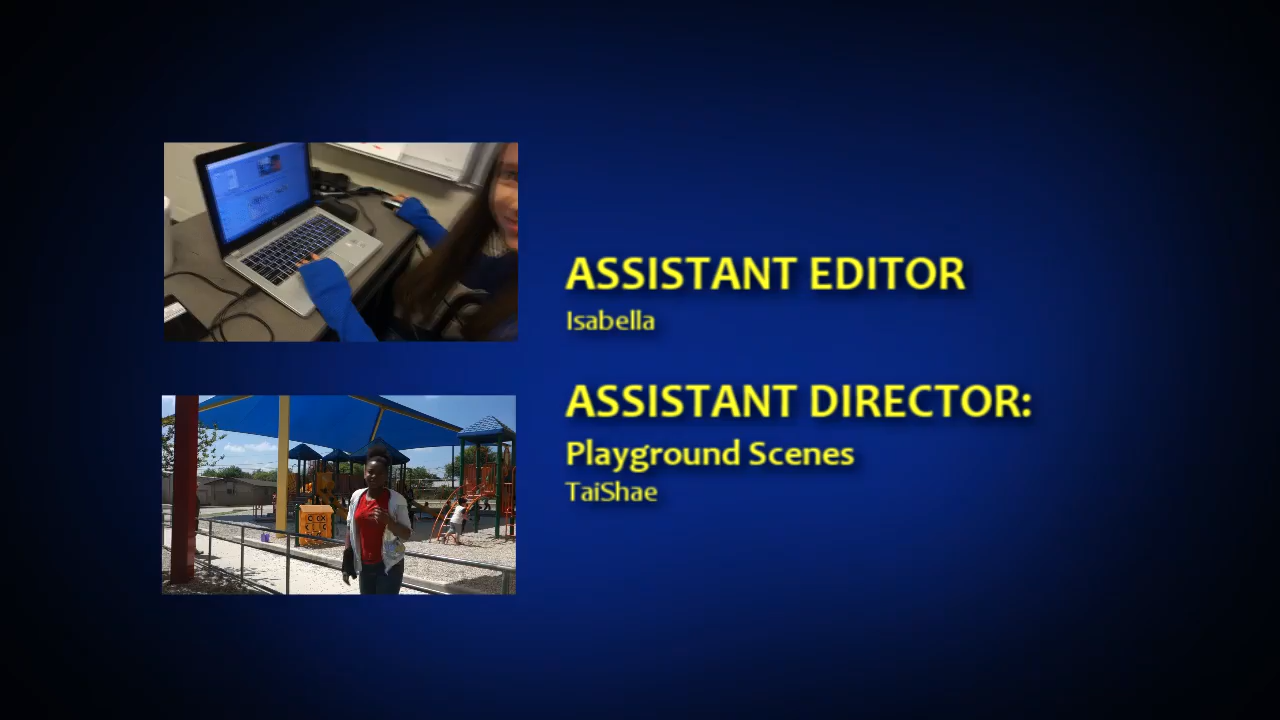 ASSISTANT EDITOR
Isabella
ASSISTANT DIRECTOR:
Playground Scenes
TaiShae